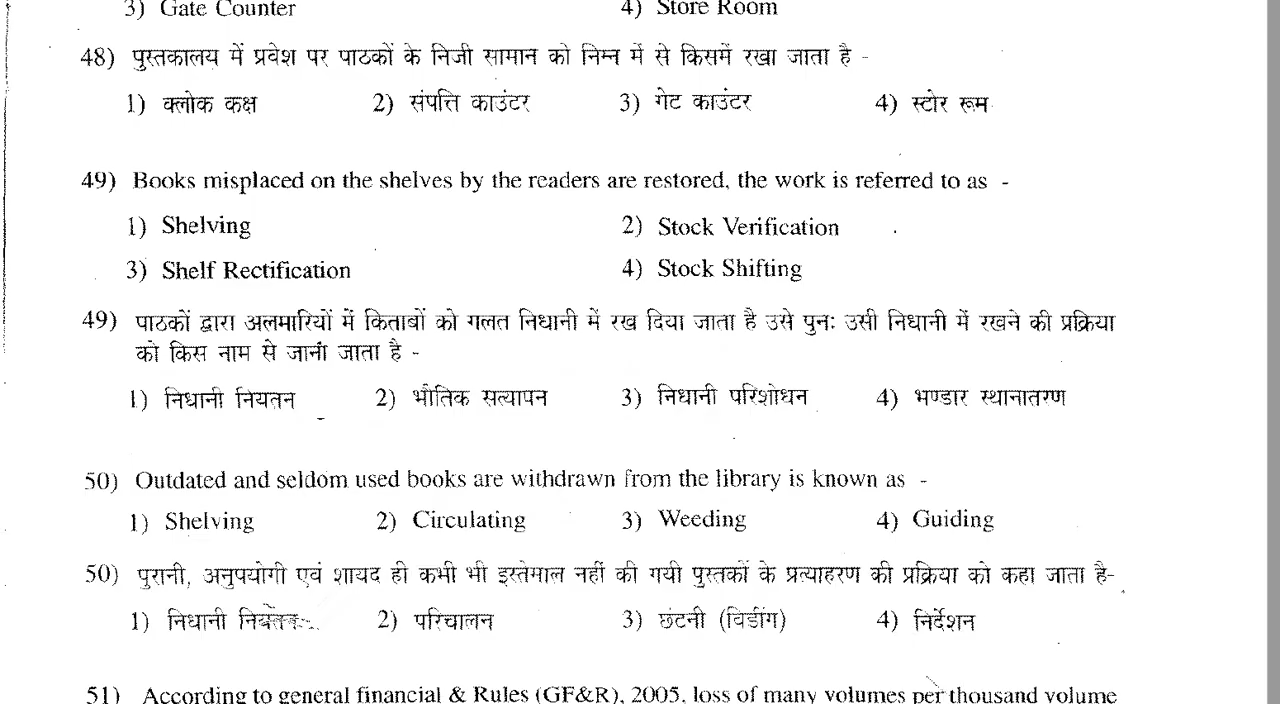 3) Gate Counter 4) Store Room
48) पुस्तकालय में प्रवेश पर पाठकों के निजी सामान को निम्न में से किसमें रखा जाता है -
1) क्लोक कक्ष 2) संपत्ति काउंटर 3) गेट काउंटर 4) स्टोर रूम
49) Books misplaced on the shelves by the readers are restored, the work is referred to as -
1) Shelving 2) Stock Verification
3) Shelf Rectification 4) Stock Shifting
49) पाठकों द्वारा अलमारियों में किताबों को गलत निधानी में रख दिया जाता है उसे पुनः उसी निधानी में रखने की प्रक्रिया
को किस नाम से जानी जाता है -
1) निधानी नियतन 2) भौतिक सत्यापन 3) निधानी परिशोधन 4) भण्डार स्थानातरण
50) Outdated and seldom used books are withdrawn from the library is known as -
1) Shelving 2) Circulating 3) Weeding 4) Guiding
50) पुरानी, अनुपयोगी एवं शायद ही कभी भी इस्तेमाल नहीं की गयी पुस्तकों के प्रत्याहरण की प्रक्रिया को कहा जाता है-
1) निधानी 2) परिचालन 3) छंटनी (विडींग) 4) निर्देशन
51) According to general financial & Rules (GF&R), 2005, loss of many volumes per thousand volume